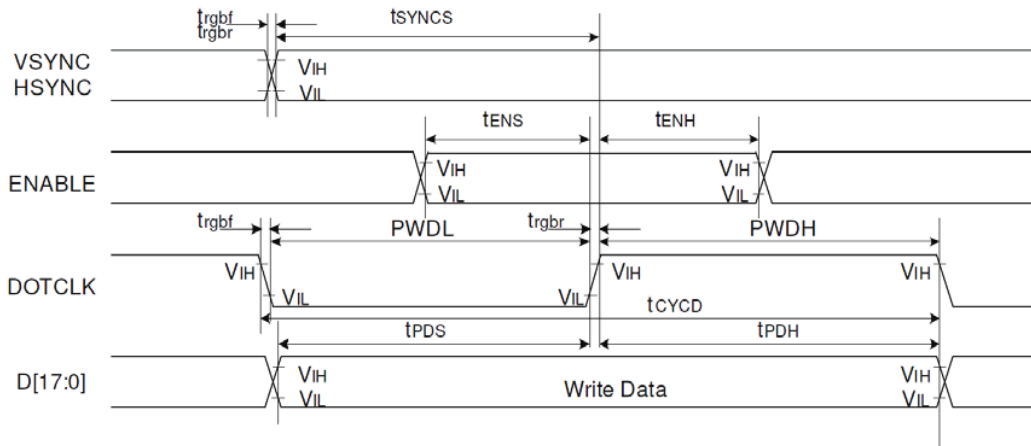 trgbf
trgbr
tSYNCS
VSYNC
HSYNC
VIH
VIL
tENS
tENH
ENABLE
VIH
VIL
VIH
VIL
trgbf
PWDL
trgbr
PWDH
DOTCLK
VIH
VIL
VIL
VIH
VIH
tCYCD
tPDS
tPDH
D[17:0]
VIH
VIL
Write Data
VIH
VIL